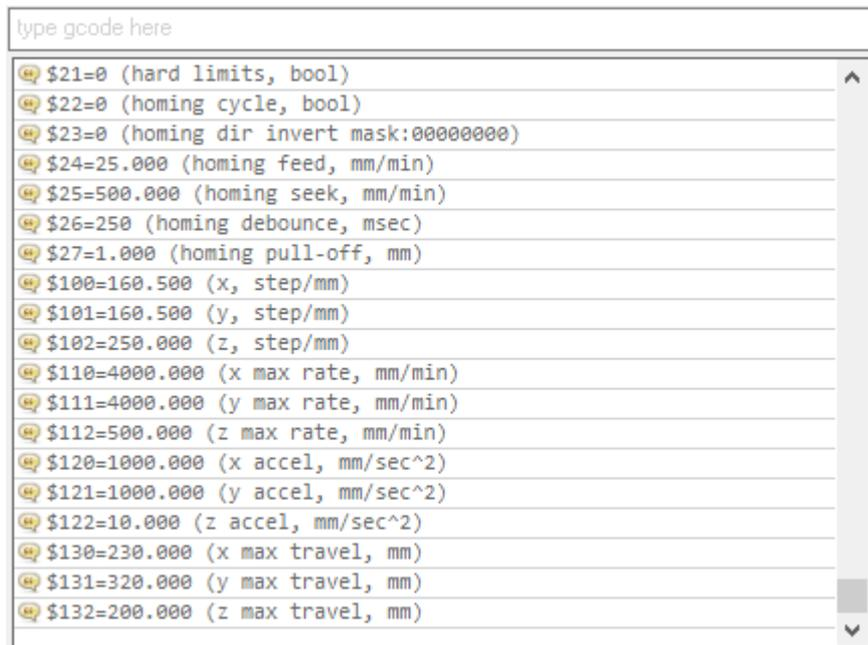 type gcode here
$21=0 (hard limits, bool)
$22=0 (homing cycle, bool)
$23=0 (homing dir invert mask:00000000)
$24=25.000 (homing feed, mm/min)
$25=500.000 (homing seek, mm/min)
$26=250 (homing debounce, msec)
$27=1.000 (homing pull-off, mm)
$100=160.500 (x, step/mm)
$101=160.500 (y, step/mm)
$102=250.000 (z, step/mm)
$110=4000.000 (x max rate, mm/min)
$111=4000.000 (y max rate, mm/min)
$112=500.000 (z max rate, mm/min)
$120=1000.000 (x accel, mm/sec^2)
$121=1000.000 (y accel, mm/sec^2)
$122=10.000 (z accel, mm/sec^2)
$130=230.000 (x max travel, mm)
$131=320.000 (y max travel, mm)
$132=200.000 (z max travel, mm)